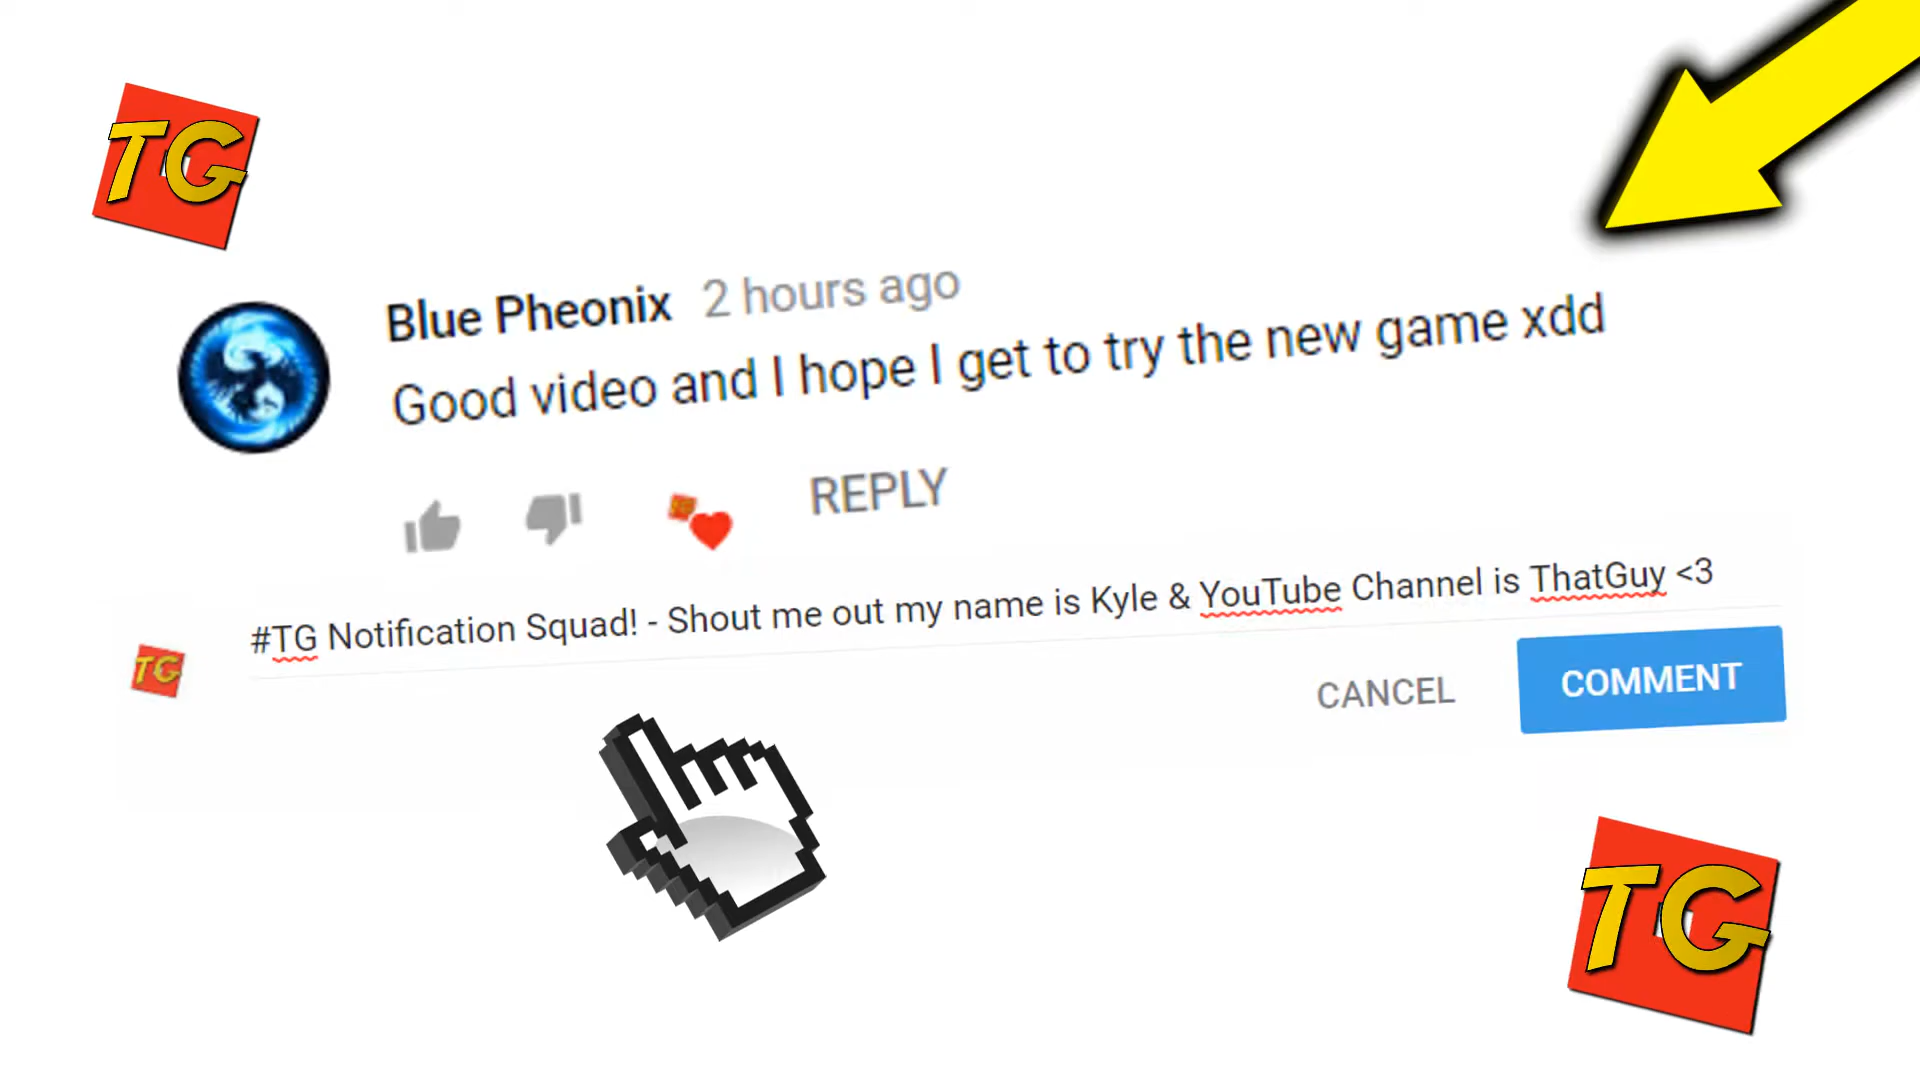 TG
Blue Pheonix 2 hours ago
Good video and I hope I get to try the new game xdd
REPLY
#TG Notification Squad! - Shout me out my name is Kyle & YouTube Channel is ThatGuy <3
TG
CANCEL
COMMENT
TG